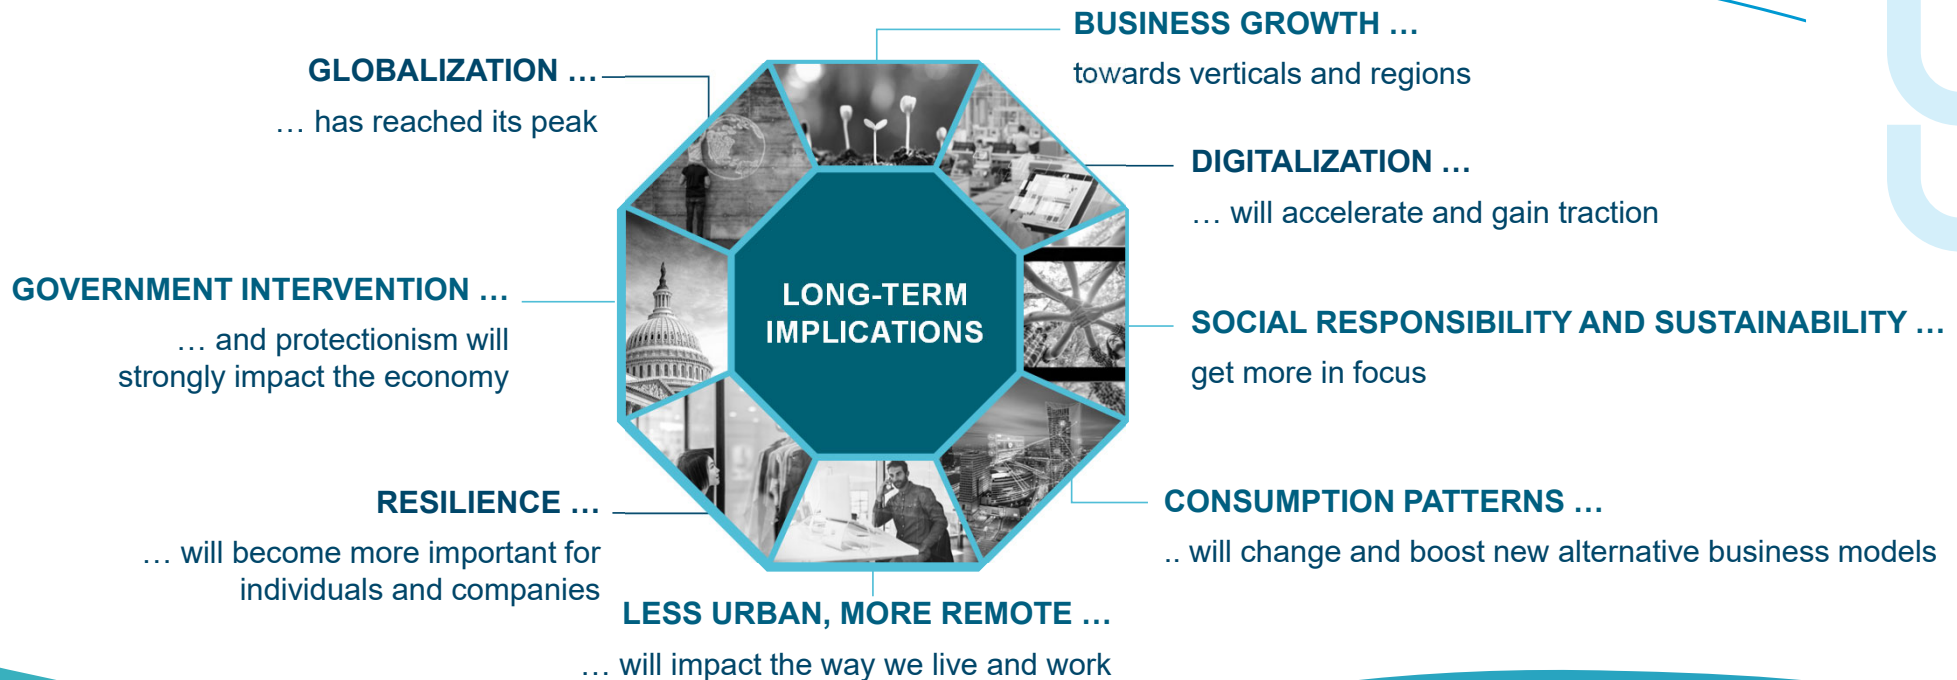 BUSINESS GROWTH …
towards verticals and regions
GLOBALIZATION …
… has reached its peak
DIGITALIZATION …
… will accelerate and gain traction
GOVERNMENT INTERVENTION …
… and protectionism will
strongly impact the economy
LONG-TERM
IMPLICATIONS
SOCIAL RESPONSIBILITY AND SUSTAINABILITY …
get more in focus
RESILIENCE …
… will become more important for
individuals and companies
CONSUMPTION PATTERNS …
.. will change and boost new alternative business models
LESS URBAN, MORE REMOTE …
… will impact the way we live and work